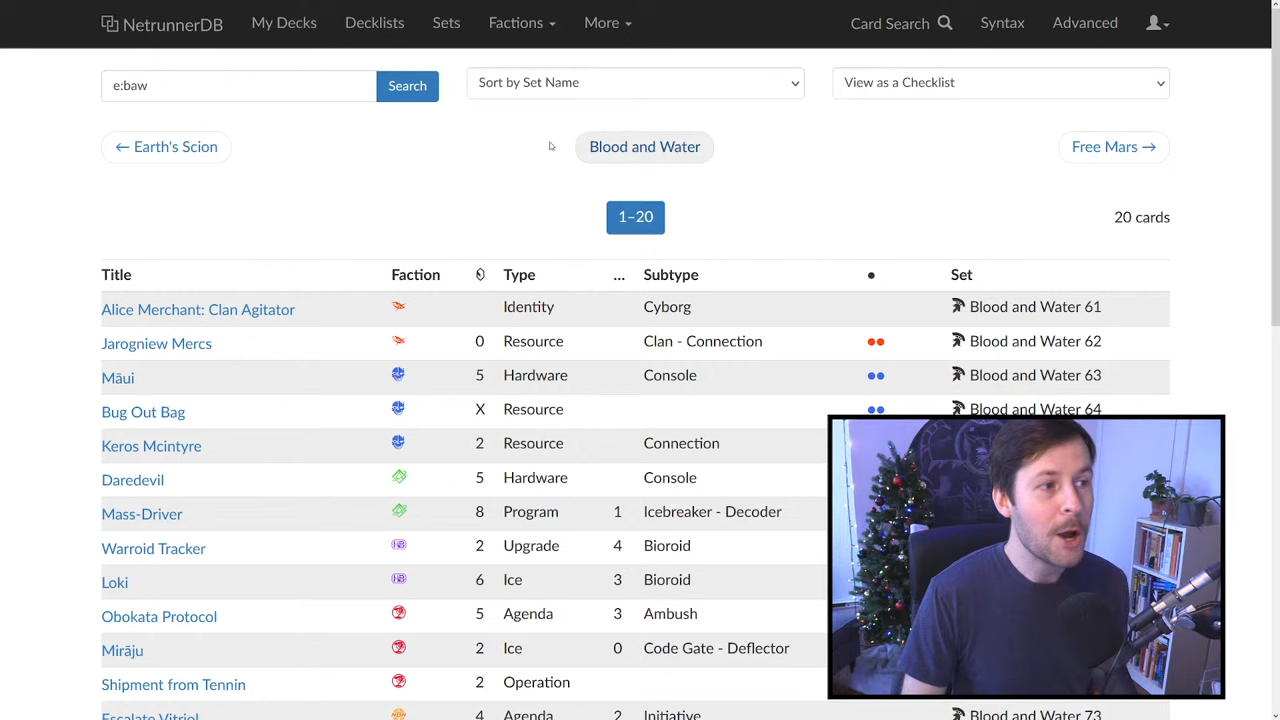 NetrunnerDB My Decks Decklists Sets Factions More Card Search Syntax Advanced
e:baw Search Sort by Set Name View as a Checklist
← Earth's Scion Blood and Water Free Mars →
1–20 20 cards
Title Faction Type ... Subtype • Set
Alice Merchant: Clan Agitator Identity Cyborg Blood and Water 61
Jarogniew Mercs 0 Resource Clan - Connection Blood and Water 62
Māui 5 Hardware Console Blood and Water 63
Bug Out Bag X Resource Blood and Water 64
Keros Mcintyre 2 Resource Connection
Daredevil 5 Hardware Console
Mass-Driver 8 Program 1 Icebreaker - Decoder
Warroid Tracker 2 Upgrade 4 Bioroid
Loki 6 Ice 3 Bioroid
Obokata Protocol 5 Agenda 3 Ambush
Mirāju 2 Ice 0 Code Gate - Deflector
Shipment from Tennin 2 Operation
Escalate Vitriol 4 Agenda 2 Initiative Blood and Water 73